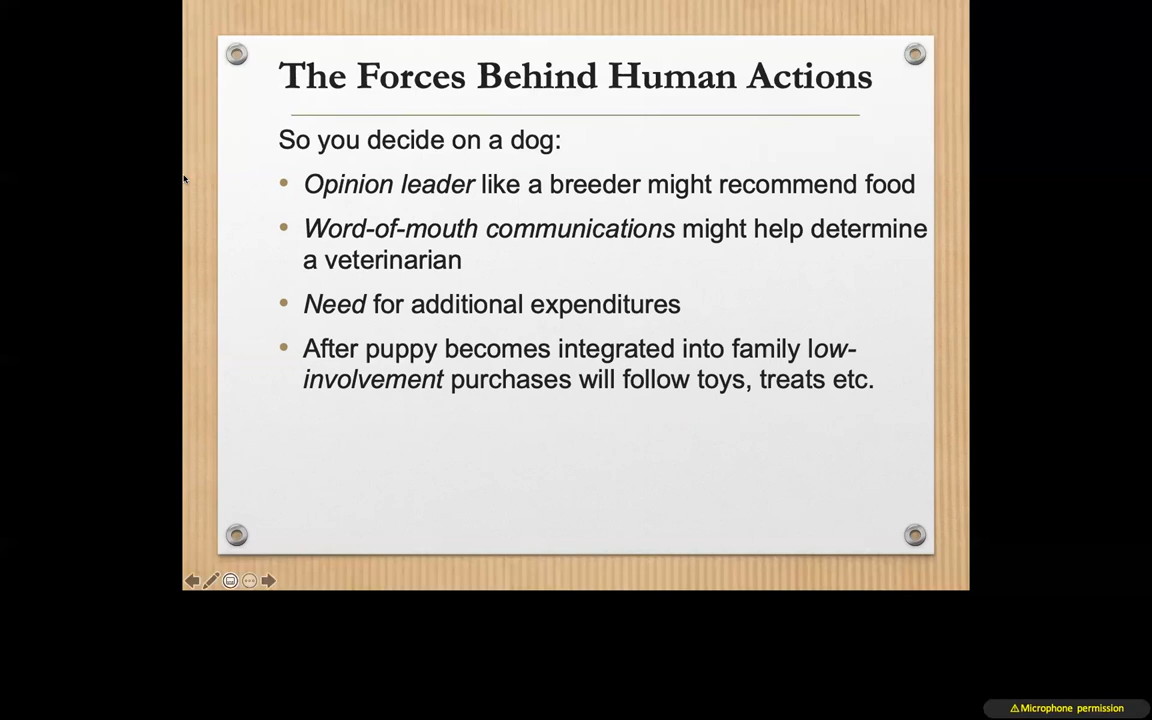 The Forces Behind Human Actions
So you decide on a dog:
• Opinion leader like a breeder might recommend food
• Word-of-mouth communications might help determine
a veterinarian
• Need for additional expenditures
• After puppy becomes integrated into family low-
involvement purchases will follow toys, treats etc.
⚠Microphone permission